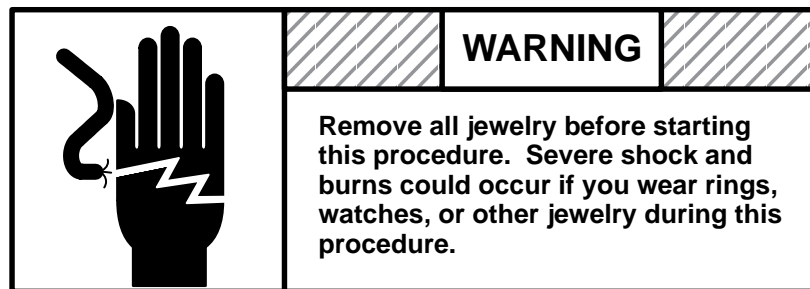 WARNING
Remove all jewelry before starting
this procedure.  Severe shock and
burns could occur if you wear rings,
watches, or other jewelry during this
procedure.